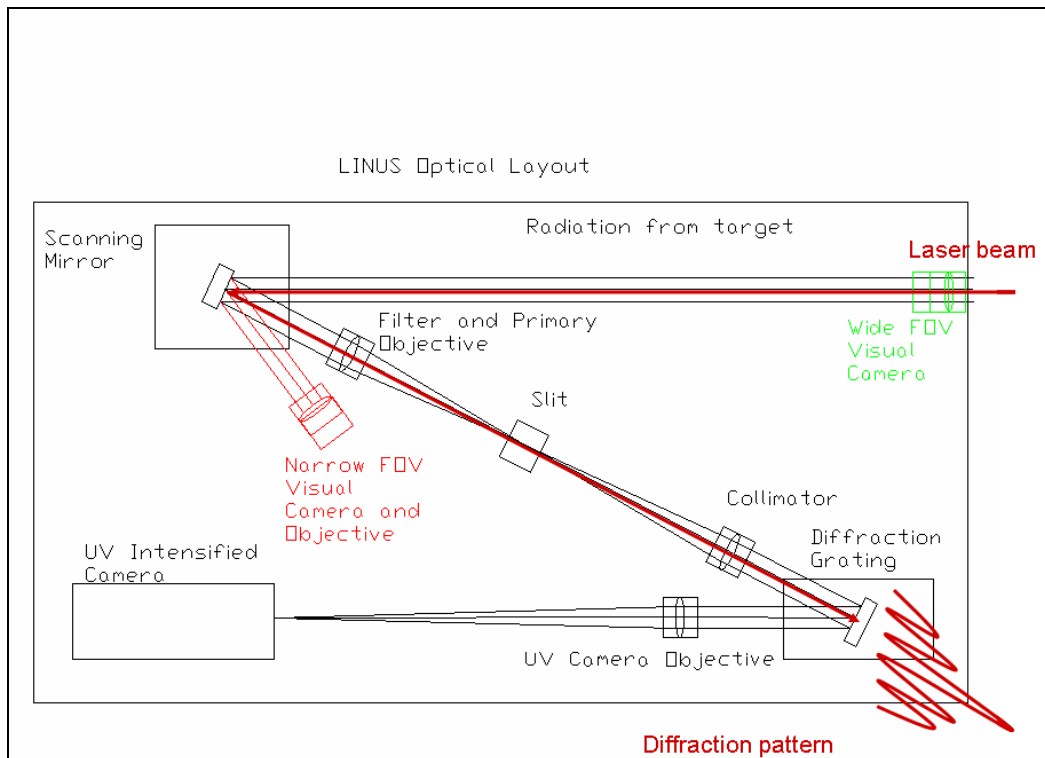 LINUS Optical Layout
Radiation from target
Scanning
Mirror
Laser beam
Filter and Primary
Objective
Wide FOV
Visual
Camera
Slit
Narrow FOV
Visual
Camera and
Objective
Collimator
Diffraction
Grating
UV Intensified
Camera
UV Camera Objective
Diffraction pattern